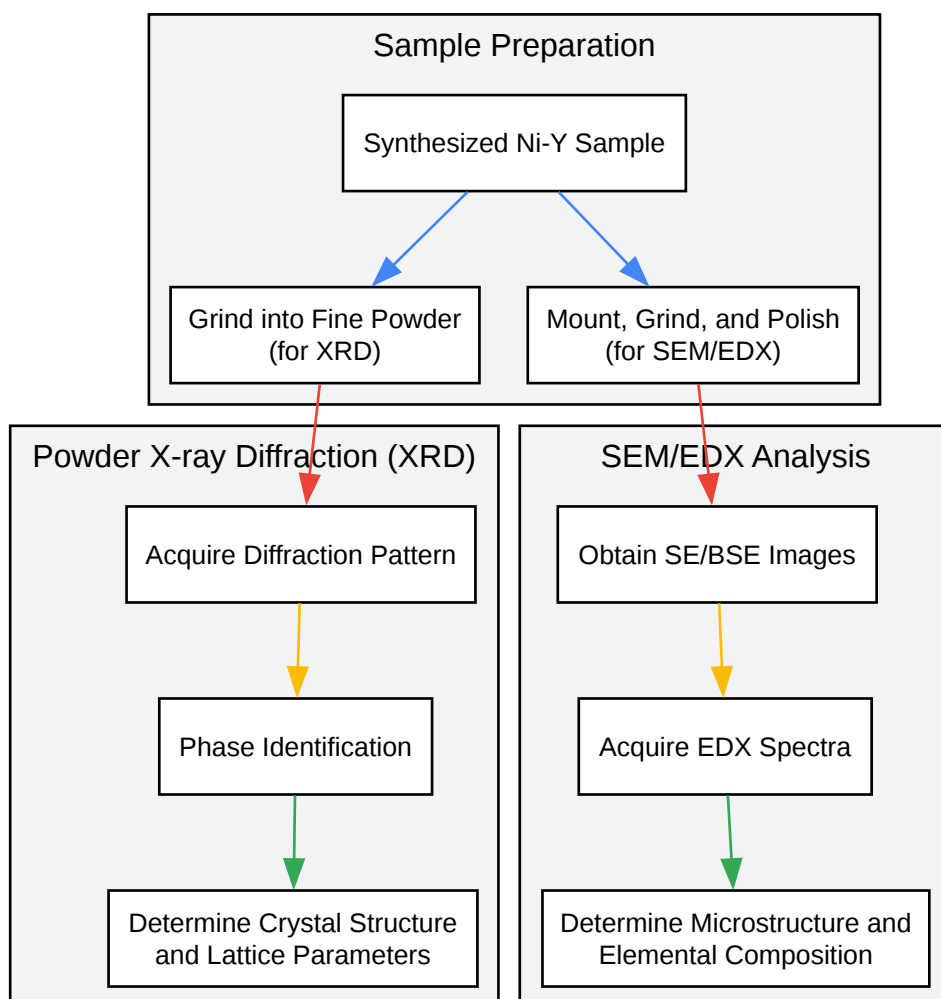 Sample Preparation
Synthesized Ni-Y Sample
Grind into Fine Powder
(for XRD)
Mount, Grind, and Polish
(for SEM/EDX)
Powder X-ray Diffraction (XRD)
Acquire Diffraction Pattern
Phase Identification
Determine Crystal Structure
and Lattice Parameters
SEM/EDX Analysis
Obtain SE/BSE Images
Acquire EDX Spectra
Determine Microstructure and
Elemental Composition